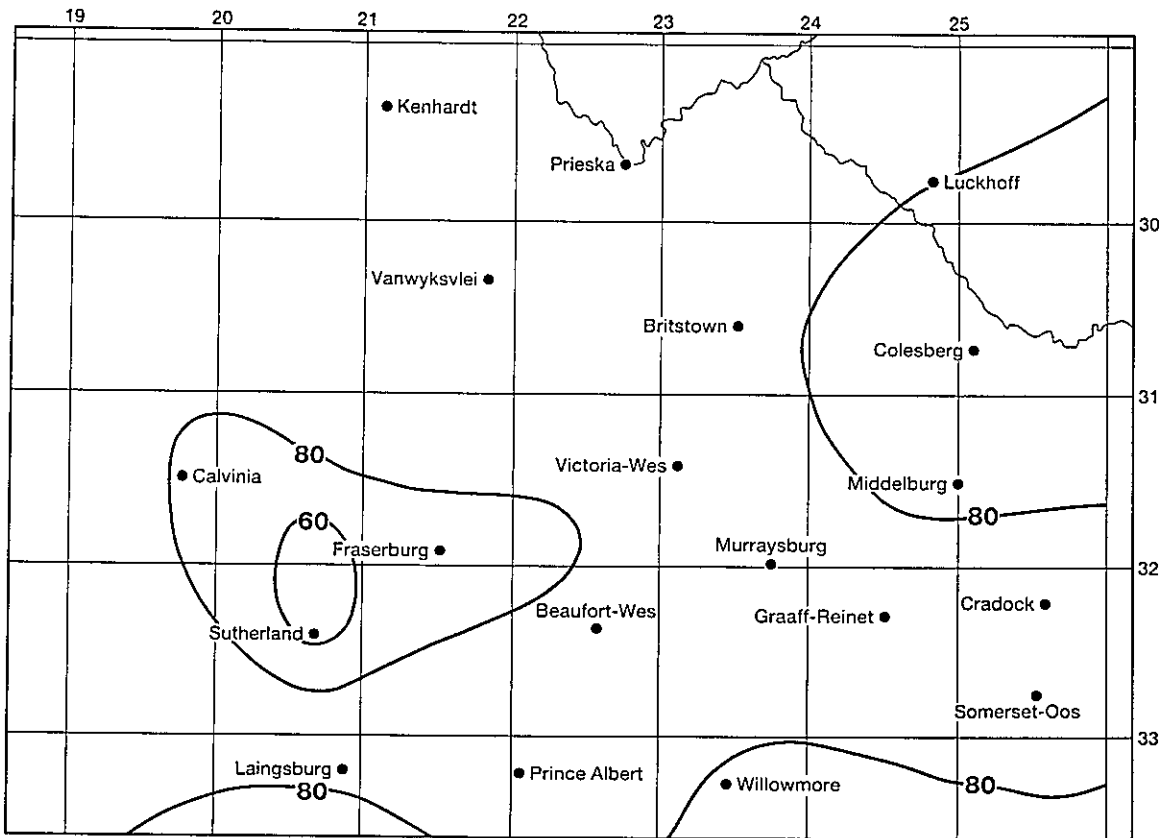 19 20 21 22 23 24 25
Kenhardt
Prieska
Luckhoff
30
Vanwyksvlei
Britstown
Colesberg
31
80
Victoria-Wes
Calvinia
Middelburg
80
60
Fraserburg
Murraysburg
32
Beaufort-Wes
Cradock
Graaff-Reinet
Sutherland
Somerset-Oos
33
Laingsburg
Prince Albert
80
Willowmore
80